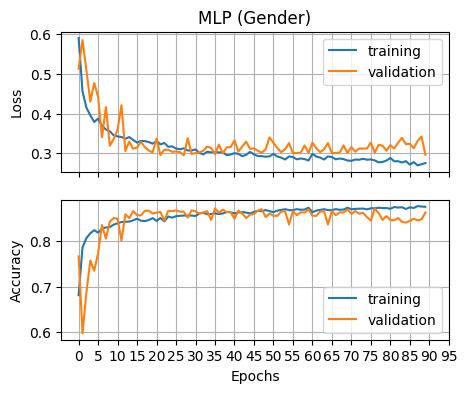 MLP (Gender)
0.6
0.5
0.4
0.3
Loss
training
validation
0.8
0.7
0.6
Accuracy
training
validation
0 5 10 15 20 25 30 35 40 45 50 55 60 65 70 75 80 85 90 95
Epochs